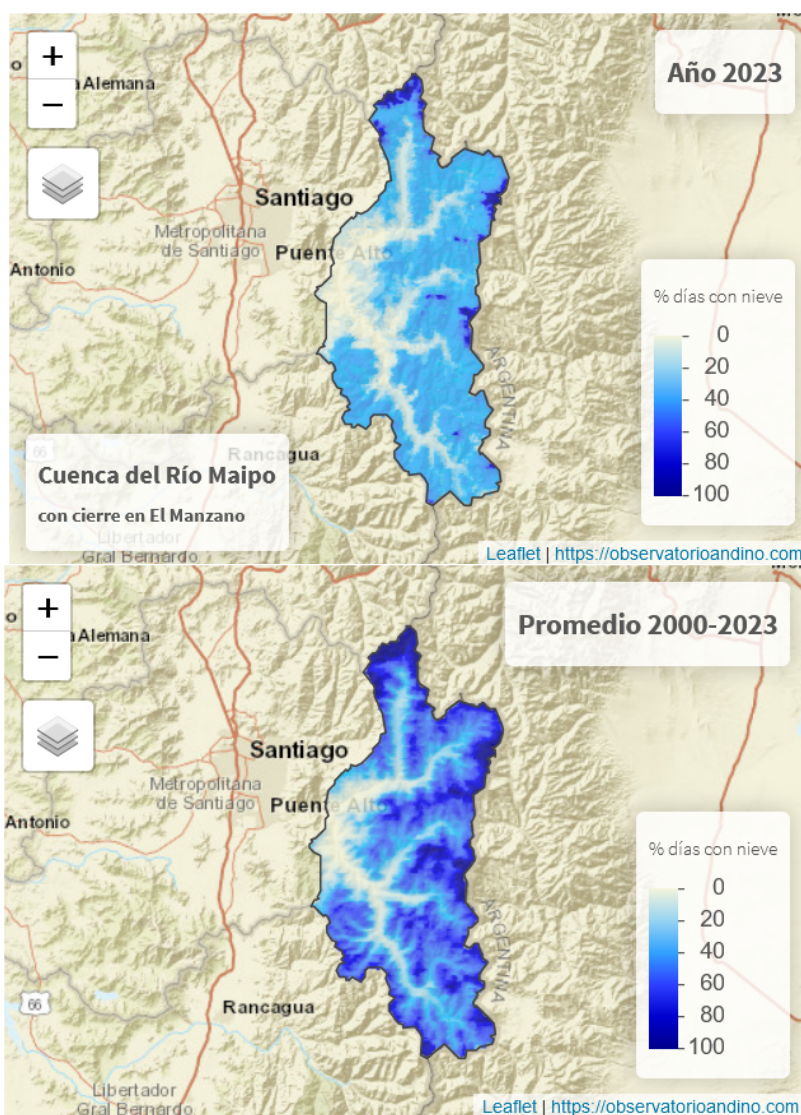 +
−
Año 2023
a Alemana
Santiago
Metropolitana
de Santiago
Puente Alto
Antonio
% días con nieve
0
20
40
60
80
100
ARGENTINA
Rancagua
66
Cuenca del Río Maipo
con cierre en El Manzano
Libertador
Gral Bernardo
Leaflet | https://observatorioandino.com
+
−
Promedio 2000-2023
a Alemana
Santiago
Metropolitana
de Santiago
Puente Alto
Antonio
% días con nieve
0
20
40
60
80
100
ARGENTINA
66
Rancagua
Libertador
Gral Bernardo
Leaflet | https://observatorioandino.com